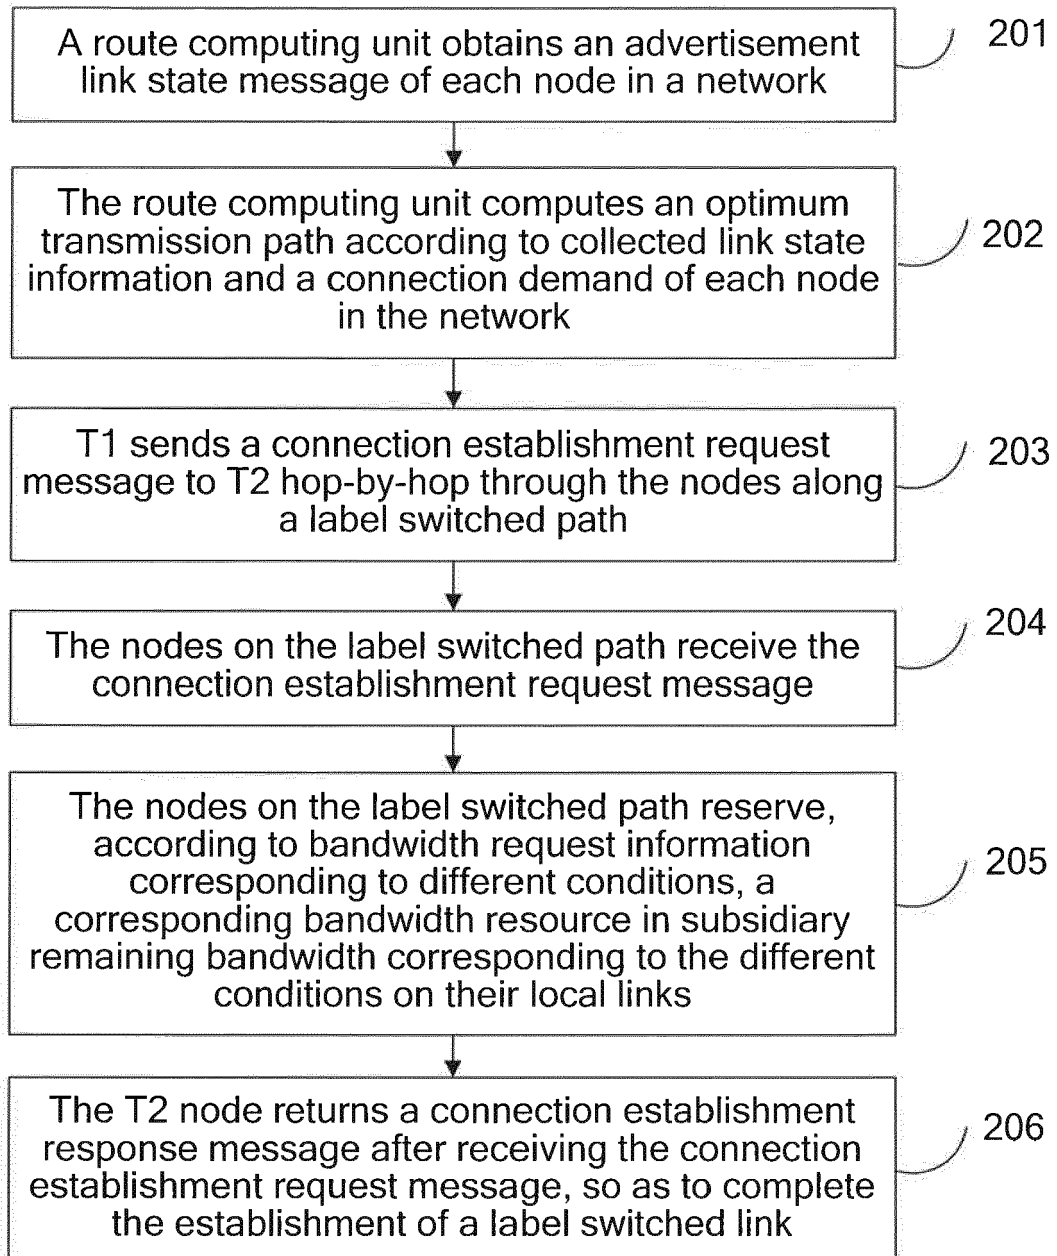 A route computing unit obtains an advertisement
link state message of each node in a network
201
The route computing unit computes an optimum
transmission path according to collected link state
information and a connection demand of each node
in the network
202
T1 sends a connection establishment request
message to T2 hop-by-hop through the nodes along
a label switched path
203
The nodes on the label switched path receive the
connection establishment request message
204
The nodes on the label switched path reserve,
according to bandwidth request information
corresponding to different conditions, a
corresponding bandwidth resource in subsidiary
remaining bandwidth corresponding to the different
conditions on their local links
205
The T2 node returns a connection establishment
response message after receiving the connection
establishment request message, so as to complete
the establishment of a label switched link
206